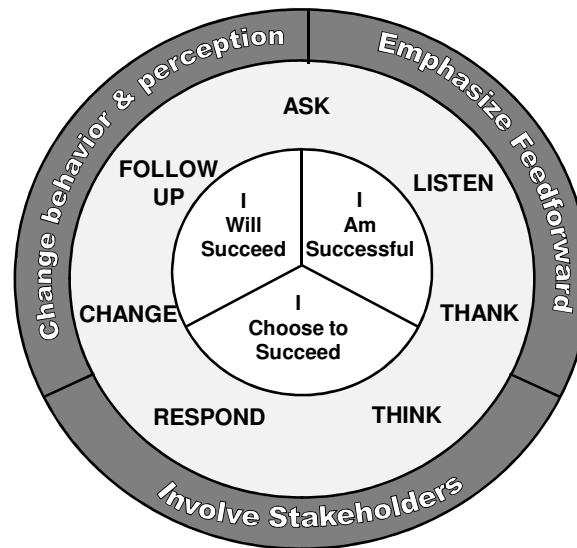 Change behavior & perception
Emphasize Feedforward
Involve Stakeholders
ASK
LISTEN
THANK
THINK
RESPOND
CHANGE
FOLLOW
UP
I
Will
Succeed
I
Am
Successful
I
Choose to
Succeed